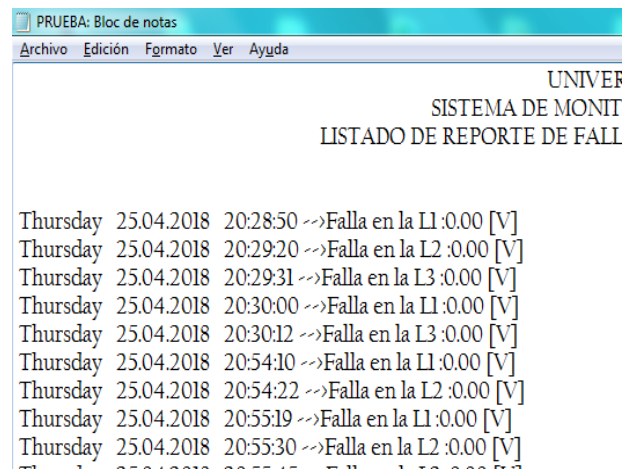 PRUEBA: Bloc de notas
Archivo Edición Formato Ver Ayuda
UNIVER
SISTEMA DE MONIT
LISTADO DE REPORTE DE FALL
Thursday 25.04.2018 20:28:50 -->Falla en la L1 :0.00 [V]
Thursday 25.04.2018 20:29:20 -->Falla en la L2 :0.00 [V]
Thursday 25.04.2018 20:29:31 -->Falla en la L3 :0.00 [V]
Thursday 25.04.2018 20:30:00 -->Falla en la L1 :0.00 [V]
Thursday 25.04.2018 20:30:12 -->Falla en la L3 :0.00 [V]
Thursday 25.04.2018 20:54:10 -->Falla en la L1 :0.00 [V]
Thursday 25.04.2018 20:54:22 -->Falla en la L2 :0.00 [V]
Thursday 25.04.2018 20:55:19 -->Falla en la L1 :0.00 [V]
Thursday 25.04.2018 20:55:30 -->Falla en la L2 :0.00 [V]